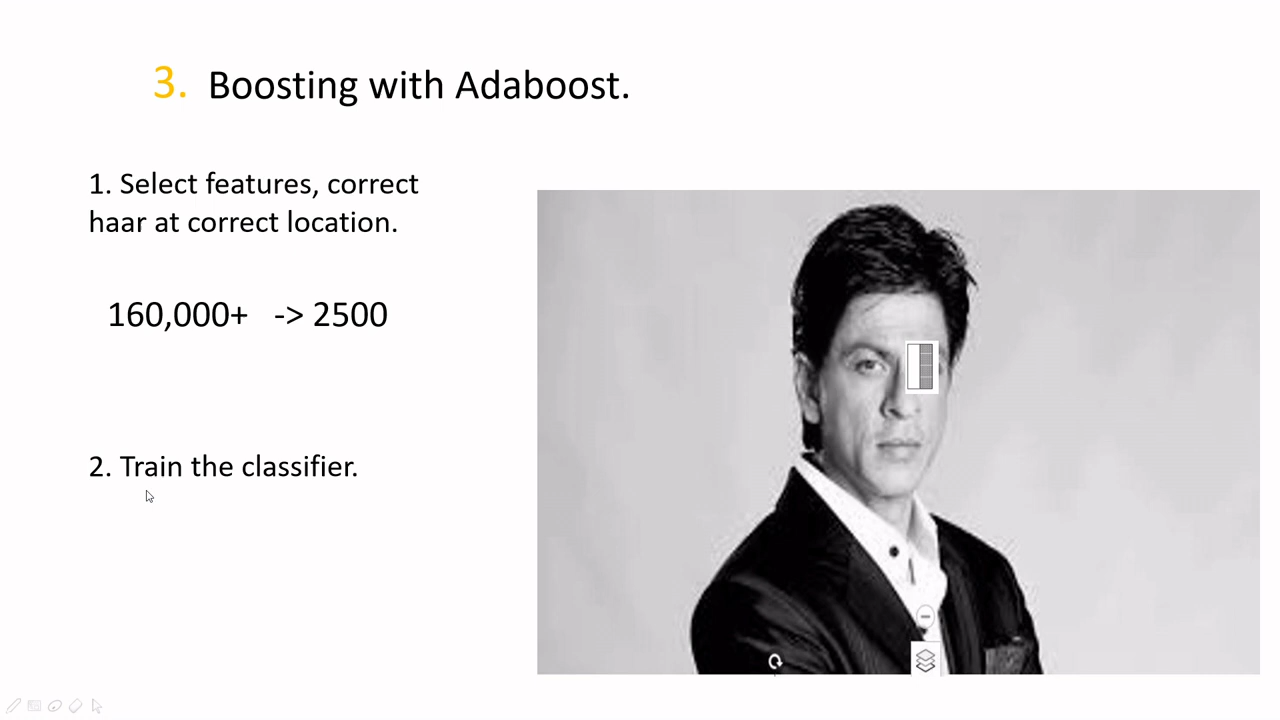 3. Boosting with Adaboost.
1. Select features, correct
haar at correct location.
160,000+ -> 2500
2. Train the classifier.